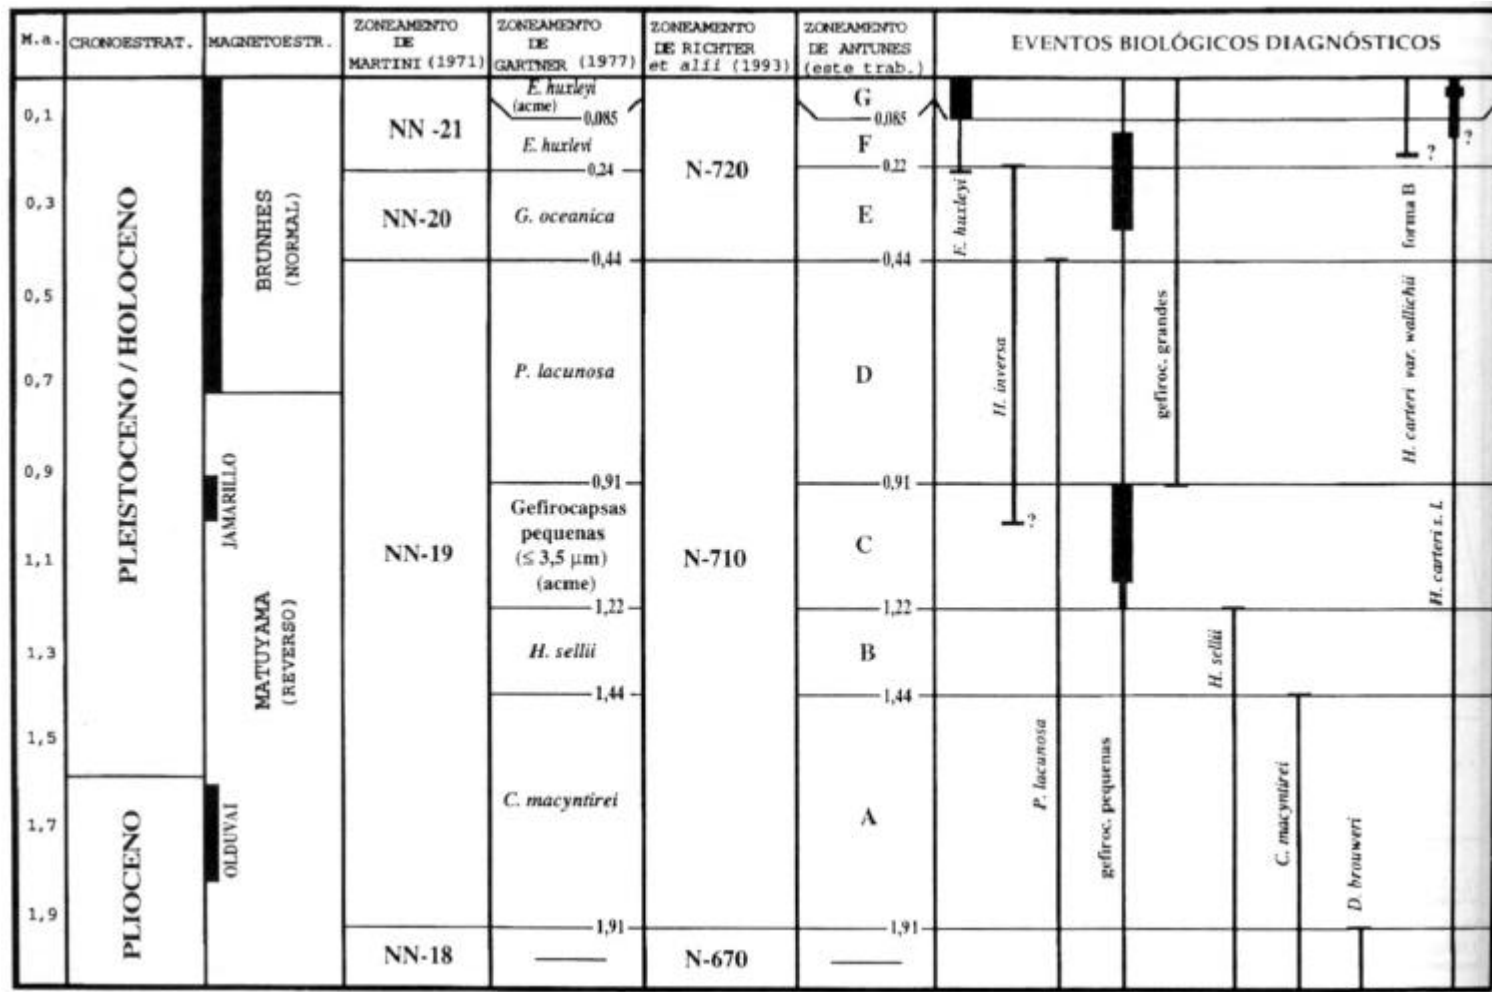 M.a.
CRONOESTRAT.
MAGNETOESTR.
ZONEAMENTO
DE
MARTINI (1971)
ZONEAMENTO
DE
GARTNER (1977)
ZONEAMENTO
DE RICHTER
et alii (1993)
ZONEAMENTO
DE ANTUNES
(este trab.)
EVENTOS BIOLÓGICOS DIAGNÓSTICOS
0,1
0,3
0,5
0,7
0,9
1,1
1,3
1,5
1,7
1,9
PLEISTOCENO / HOLOCENO
PLIOCENO
BRUNHES
(NORMAL)
JAMARILLO
MATUYAMA
(REVERSO)
OLDUVAI
NN -21
NN-20
NN-19
NN-18
E. huxleyi
(acme)
0,085
E. huxlevi
0,24
G. oceanica
0,44
P. lacunosa
0,91
Gefirocapsas
pequenas
(≤ 3,5 µm)
(acme)
1,22
H. sellii
1,44
C. macyntirei
1,91
N-720
N-710
N-670
G
0,085
F
0,22
E
0,44
D
0,91
C
1,22
B
1,44
A
1,91
E. huxleyi
H. inversa
?
P. lacunosa
gefiroc. pequenas
gefiroc. grandes
H. sellii
C. macyntirei
D. brouweri
H. carteri var. wallichii forma B
?
H. carteri s. l.
?